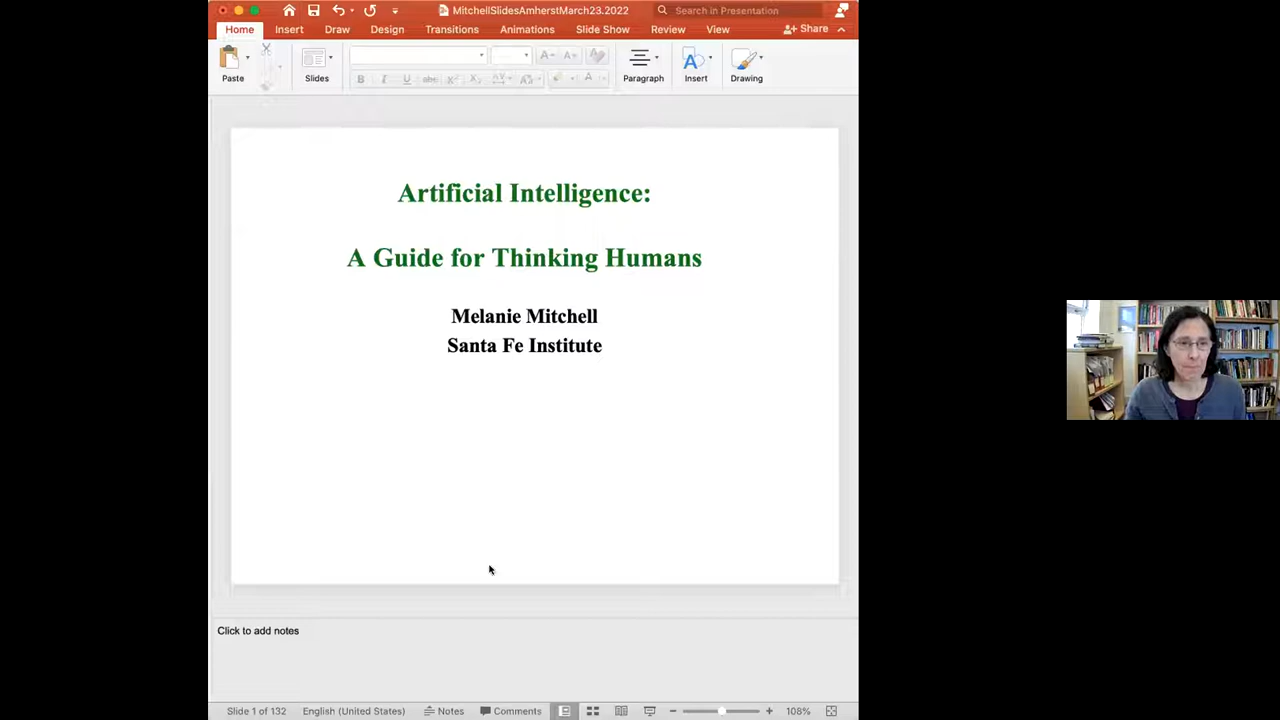 MitchellSlidesAmherstMarch23.2022
Search in Presentation
Home Insert Draw Design Transitions Animations Slide Show Review View Share
Paste
Slides
Paragraph
Insert
Drawing
Artificial Intelligence:
A Guide for Thinking Humans
Melanie Mitchell
Santa Fe Institute
Click to add notes
Slide 1 of 132 English (United States) Notes Comments 108%